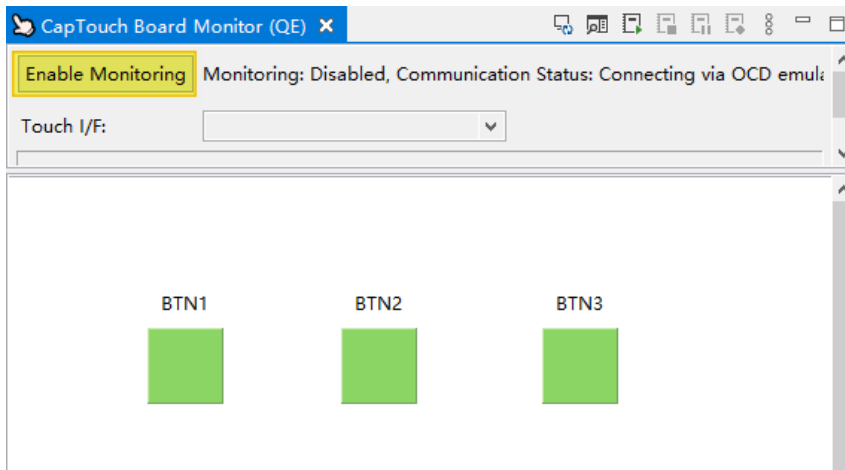 CapTouch Board Monitor (QE)
Enable Monitoring Monitoring: Disabled, Communication Status: Connecting via OCD
Touch I/F:
BTN1 BTN2 BTN3